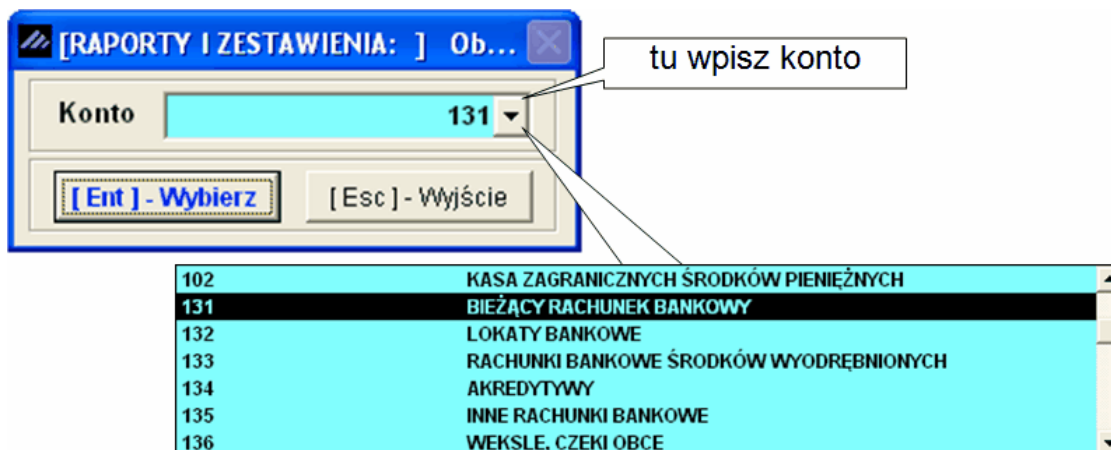 [RAPORTY I ZESTAWIENIA: ] Ob...
tu wpisz konto
Konto 131
[ Ent ] - Wybierz [ Esc ] - Wyjście
102 KASA ZAGRANICZNYCH ŚRODKÓW PIENIĘŻNYCH
131 BIEŻĄCY RACHUNEK BANKOWY
132 LOKATY BANKOWE
133 RACHUNKI BANKOWE ŚRODKÓW WYODRĘBNIONYCH
134 AKREDYTYWY
135 INNE RACHUNKI BANKOWE
136 WEKSLE, CZEKI OBCE